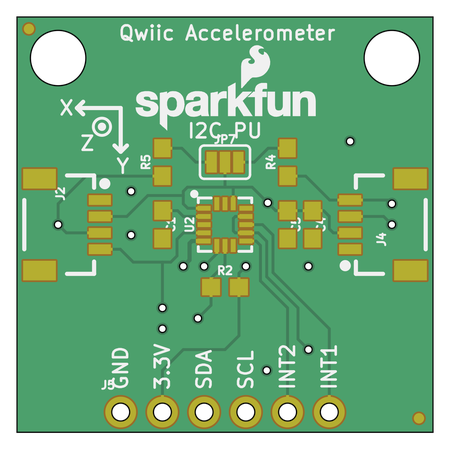 Qwiic Accelerometer
sparkfun
I2C PU
JP7
X
Z
Y
R5
R4
J2
U2
J4
R2
J5
GND
3.3V
SDA
SCL
INT2
INT1